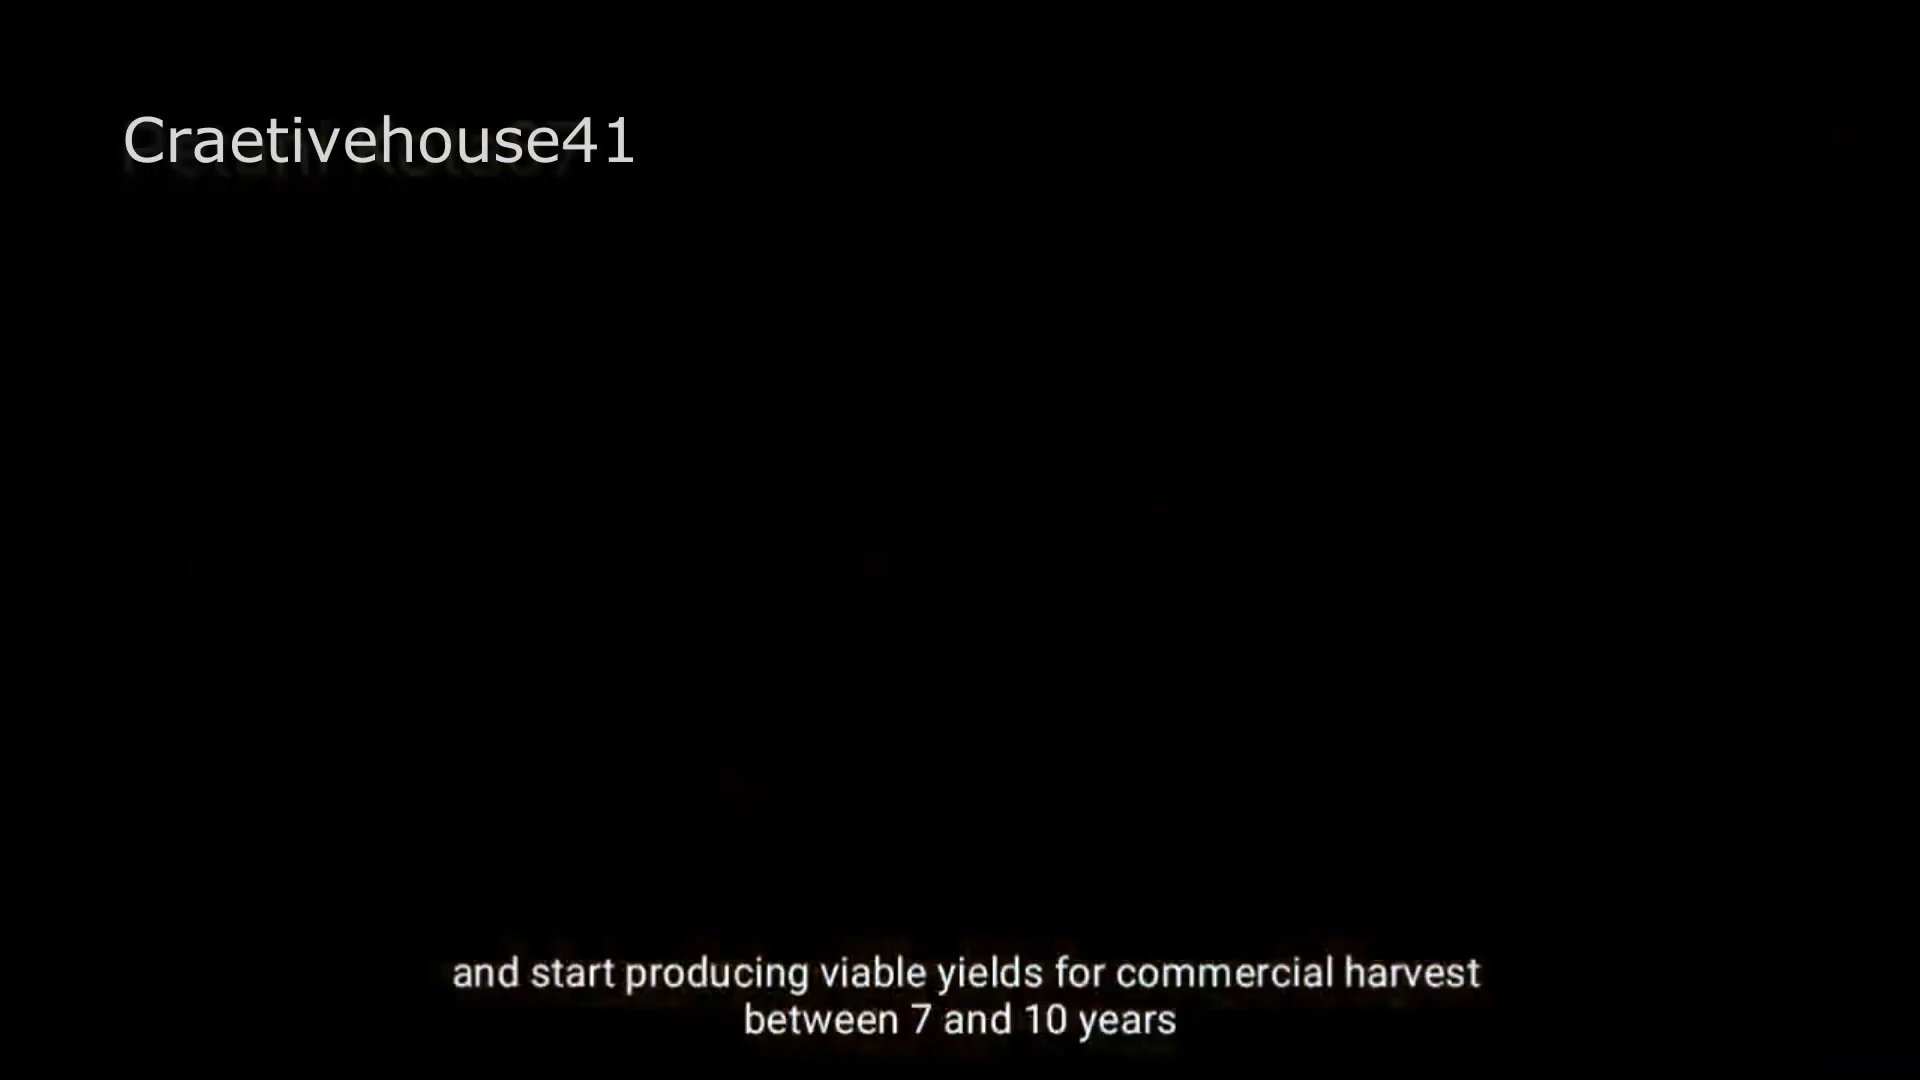 Craetivehouse41
and start producing viable yields for commercial harvest
between 7 and 10 years